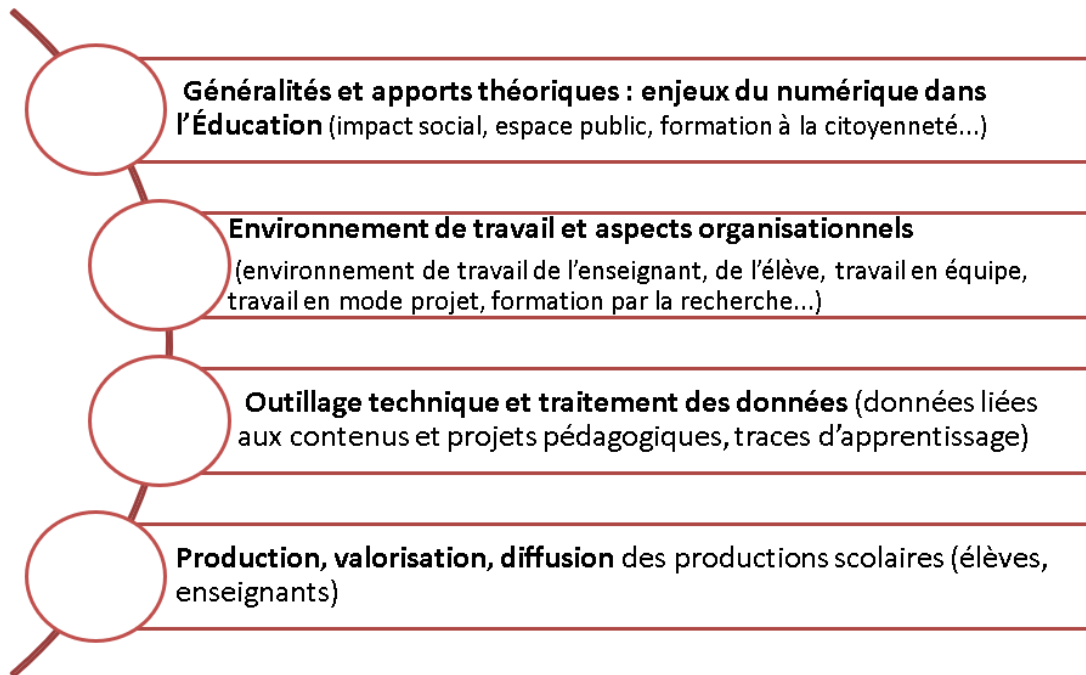 Généralités et apports théoriques : enjeux du numérique dans
l’Éducation (impact social, espace public, formation à la citoyenneté...)
Environnement de travail et aspects organisationnels
(environnement de travail de l’enseignant, de l’élève, travail en équipe,
travail en mode projet, formation par la recherche...)
Outillage technique et traitement des données (données liées
aux contenus et projets pédagogiques, traces d’apprentissage)
Production, valorisation, diffusion des productions scolaires (élèves,
enseignants)